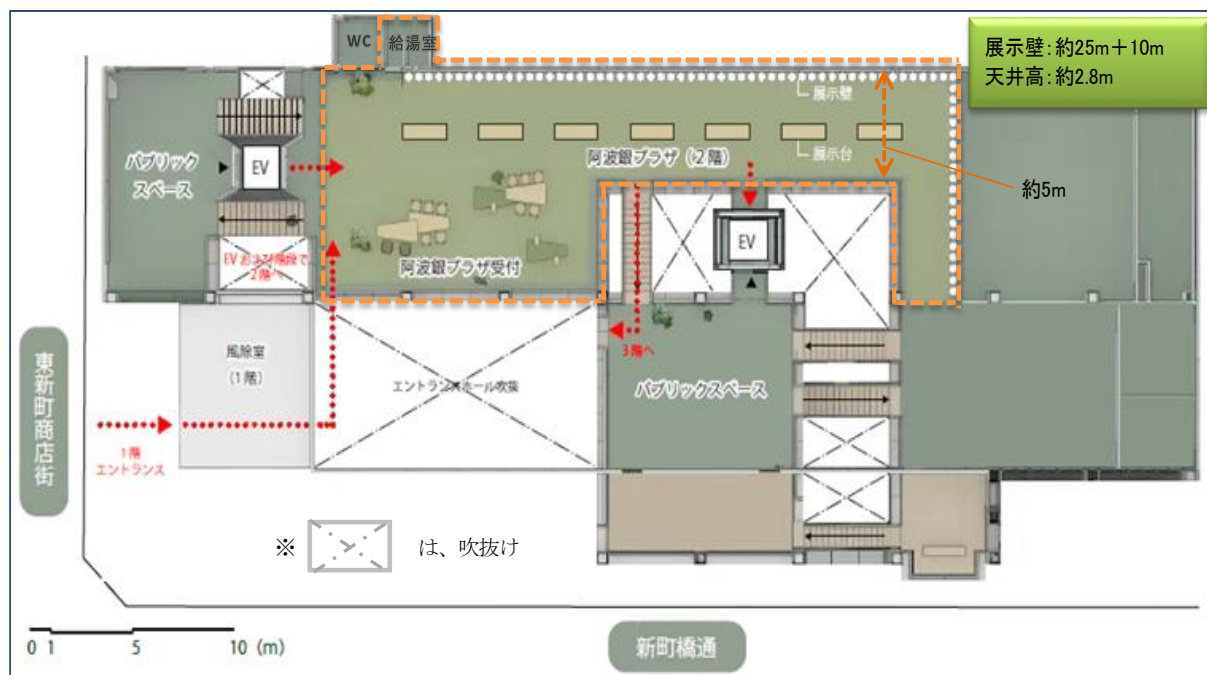 WC
給湯室
展示壁：約25m＋10m
天井高：約2.8m
展示壁
パブリック
スペース
EV
展示台
阿波銀プラザ（2階）
約5m
EV
EVおよび階段で
2階へ
阿波銀プラザ受付
3階へ
風除室
（1階）
エントランスホール吹抜
パブリックスペース
東新町商店街
1階
エントランス
※ は、吹抜け
0 1 5 10 (m)
新町橋通